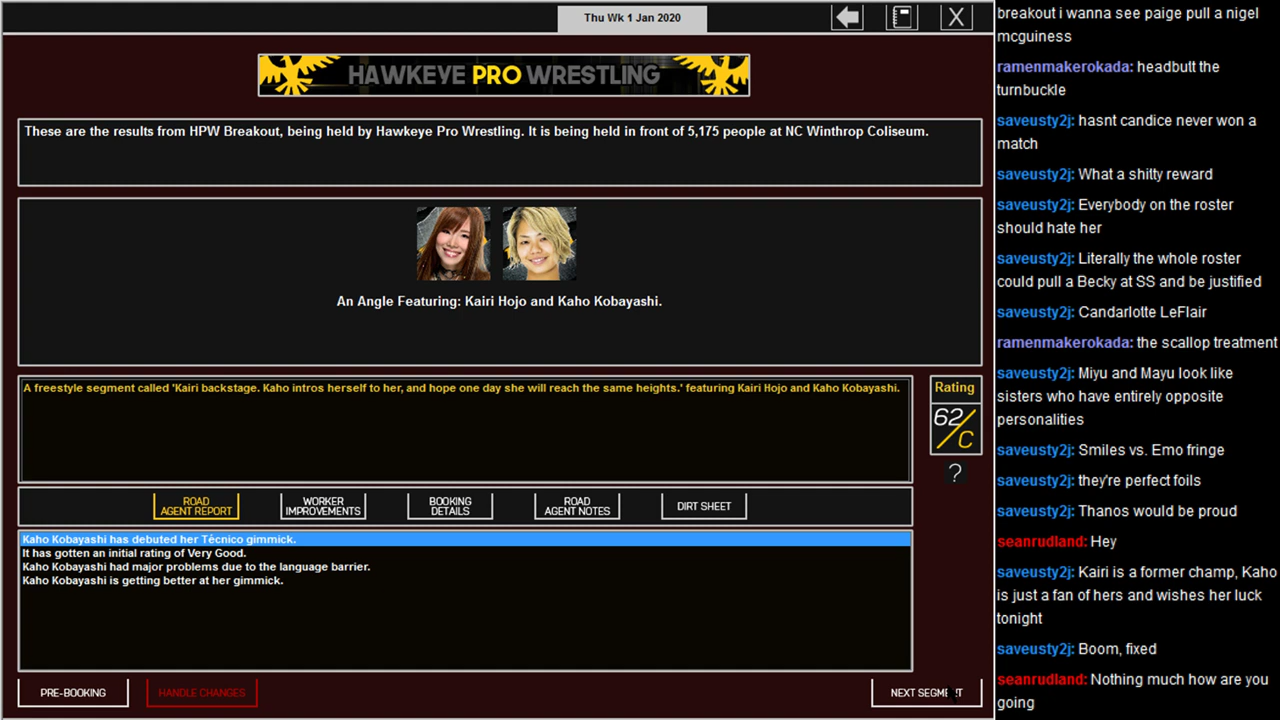 Thu Wk 1 Jan 2020
HAWKEYE PRO WRESTLING
These are the results from HPW Breakout, being held by Hawkeye Pro Wrestling. It is being held in front of 5,175 people at NC Winthrop Coliseum.
An Angle Featuring: Kairi Hojo and Kaho Kobayashi.
A freestyle segment called 'Kairi backstage. Kaho intros herself to her, and hope one day she will reach the same heights.' featuring Kairi Hojo and Kaho Kobayashi.
Rating
62/C
?
ROAD
AGENT REPORT
WORKER
IMPROVEMENTS
BOOKING
DETAILS
ROAD
AGENT NOTES
DIRT SHEET
Kaho Kobayashi has debuted her Técnico gimmick.
It has gotten an initial rating of Very Good.
Kaho Kobayashi had major problems due to the language barrier.
Kaho Kobayashi is getting better at her gimmick.
PRE-BOOKING
HANDLE CHANGES
NEXT SEGMENT
breakout i wanna see paige pull a nigel
mcguiness
ramenmakerokada: headbutt the
turnbuckle
saveusty2j: hasnt candice never won a
match
saveusty2j: What a shitty reward
saveusty2j: Everybody on the roster
should hate her
saveusty2j: Literally the whole roster
could pull a Becky at SS and be justified
saveusty2j: Candarlotte LeFlair
ramenmakerokada: the scallop treatment
saveusty2j: Miyu and Mayu look like
sisters who have entirely opposite
personalities
saveusty2j: Smiles vs. Emo fringe
saveusty2j: they're perfect foils
saveusty2j: Thanos would be proud
seanrudland: Hey
saveusty2j: Kairi is a former champ, Kaho
is just a fan of hers and wishes her luck
tonight
saveusty2j: Boom, fixed
seanrudland: Nothing much how are you
going